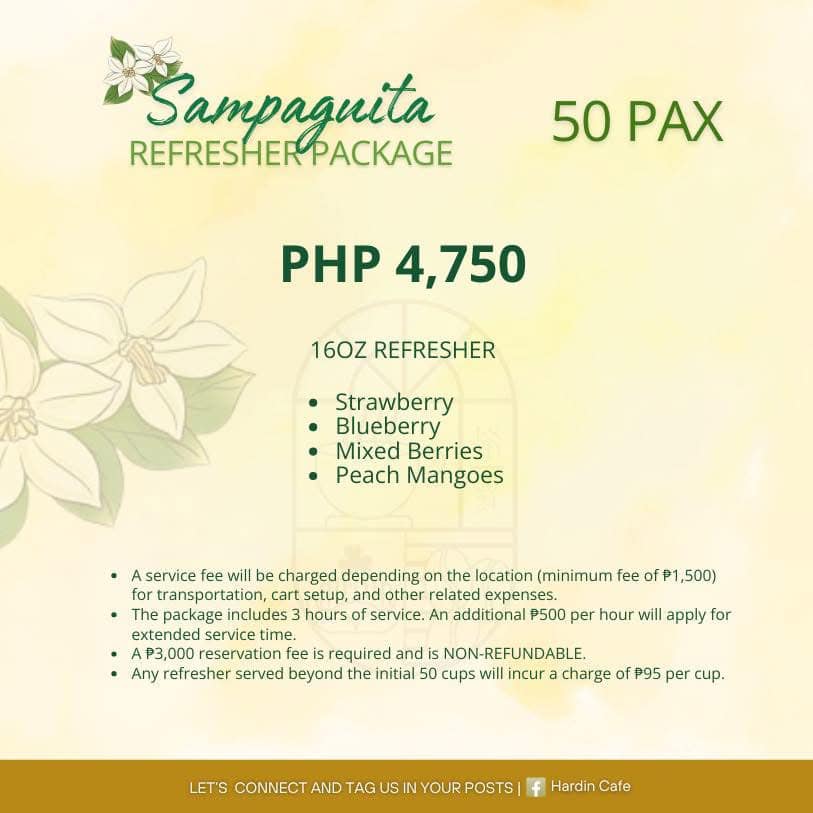 Sampaguita
REFRESHER PACKAGE
50 PAX
PHP 4,750
16OZ REFRESHER
• Strawberry
• Blueberry
• Mixed Berries
• Peach Mangoes
• A service fee will be charged depending on the location (minimum fee of ₱1,500)
for transportation, cart setup, and other related expenses.
• The package includes 3 hours of service. An additional ₱500 per hour will apply for
extended service time.
• A ₱3,000 reservation fee is required and is NON-REFUNDABLE.
• Any refresher served beyond the initial 50 cups will incur a charge of ₱95 per cup.
LET'S CONNECT AND TAG US IN YOUR POSTS | Hardin Cafe